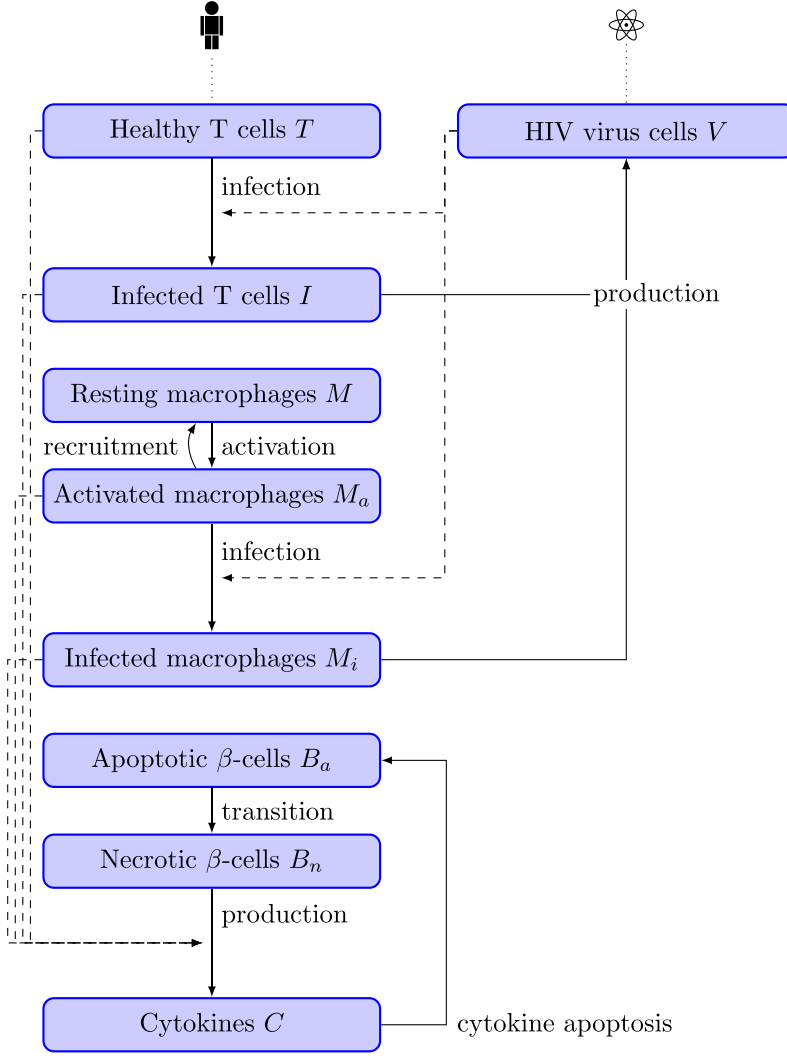 Healthy T cells T
HIV virus cells V
infection
Infected T cells I
production
Resting macrophages M
recruitment
activation
Activated macrophages Mₐ
infection
Infected macrophages Mᵢ
Apoptotic β-cells Bₐ
transition
Necrotic β-cells Bₙ
production
Cytokines C
cytokine apoptosis